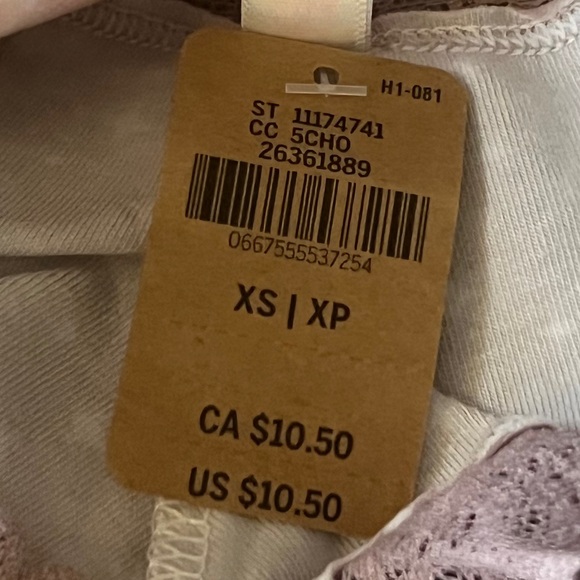 H1-081
ST 11174741
CC 5CHO
26361889
0667555537254
XS | XP
CA $10.50
US $10.50